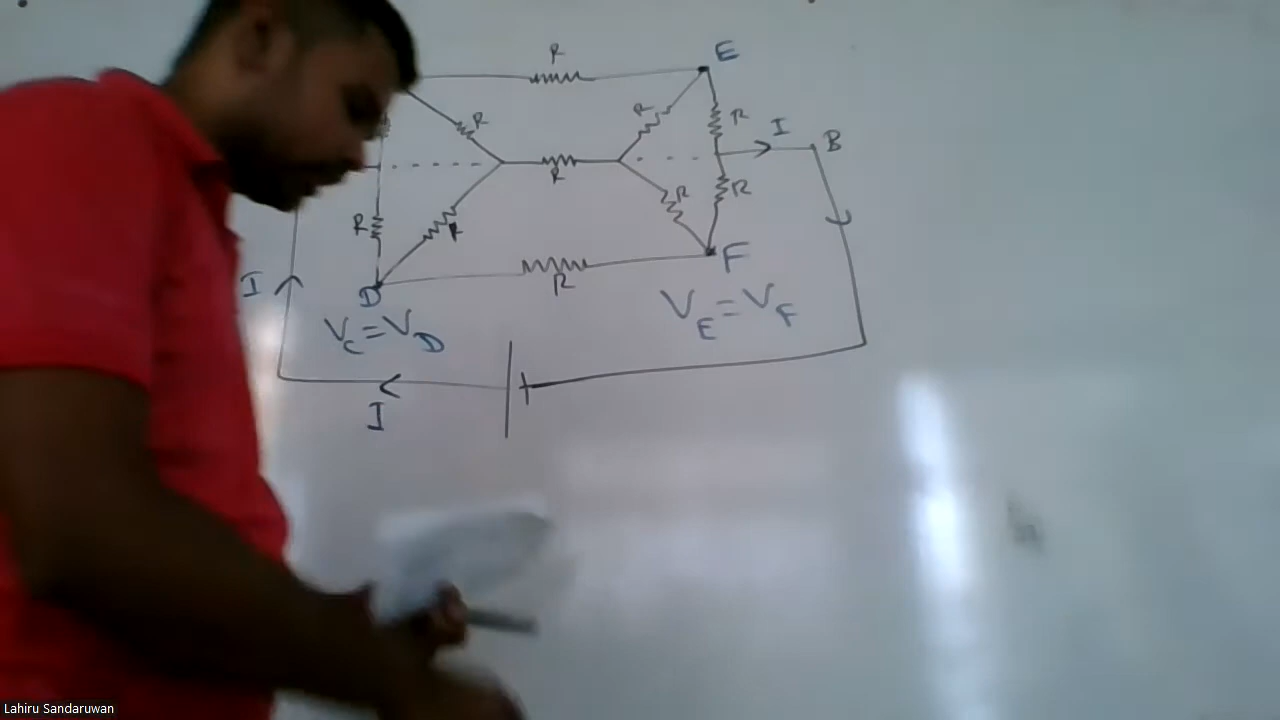 R
E
R
R
R
I
B
R
R
R
R
R
F
I
D
R
V_E = V_F
V_C = V_D
I
Lahiru Sandaruwan